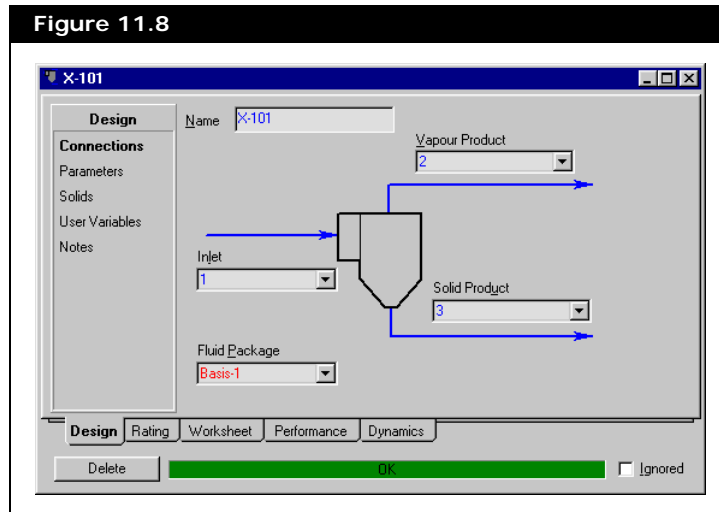 Figure 11.8
X-101
Design
Connections
Parameters
Solids
User Variables
Notes
Name X-101
Vapour Product
2
Inlet
1
Solid Product
3
Fluid Package
Basis-1
Design Rating Worksheet Performance Dynamics
Delete OK Ignored